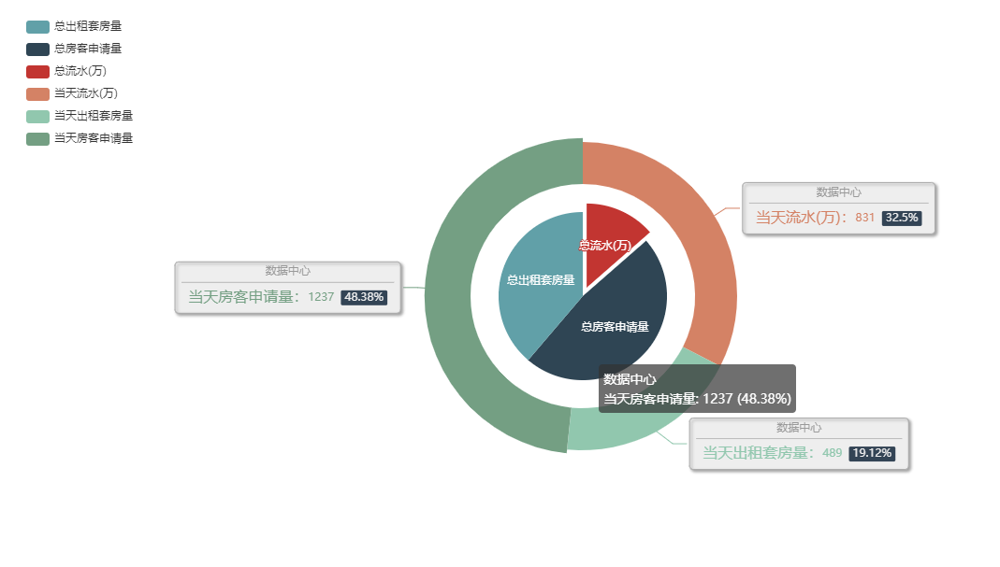 总出租套房量
总房客申请量
总流水(万)
当天流水(万)
当天出租套房量
当天房客申请量
数据中心
当天流水(万)：831 32.5%
总流水(万)
数据中心
当天房客申请量：1237 48.38%
总出租套房量
总房客申请量
数据中心
当天房客申请量: 1237 (48.38%)
数据中心
当天出租套房量：489 19.12%